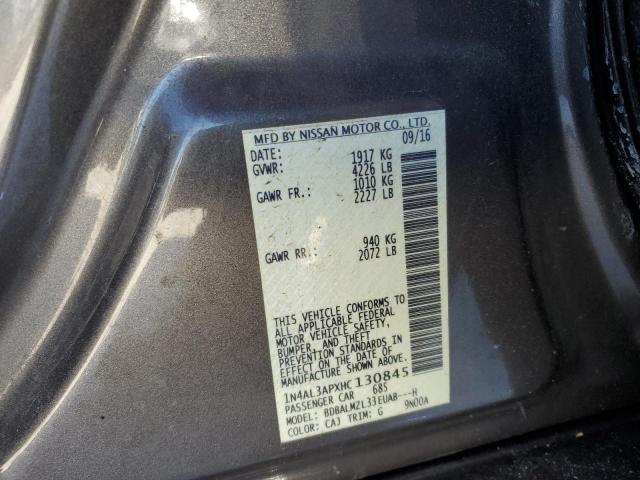 MFD BY NISSAN MOTOR CO., LTD.
DATE: 09/16
GVWR: 1917 KG
4226 LB
GAWR FR.: 1010 KG
2227 LB
GAWR RR.: 940 KG
2072 LB
THIS VEHICLE CONFORMS TO
ALL APPLICABLE FEDERAL
MOTOR VEHICLE SAFETY,
BUMPER, AND THEFT
PREVENTION STANDARDS IN
EFFECT ON THE DATE OF
MANUFACTURE SHOWN ABOVE.
1N4AL3APXHC130845
PASSENGER CAR 685
MODEL: BDBALMZL33EUAB---H
COLOR: CAJ TRIM: G 9N00A